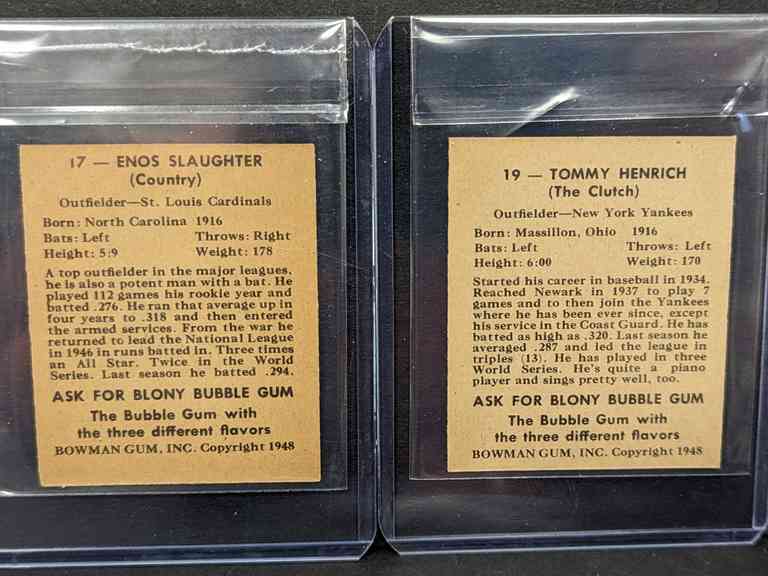 17 — ENOS SLAUGHTER
(Country)
Outfielder—St. Louis Cardinals
Born: North Carolina 1916
Bats: Left Throws: Right
Height: 5:9 Weight: 178
A top outfielder in the major leagues,
he is also a potent man with a bat. He
played 112 games his rookie year and
batted .276. He ran that average up in
four years to .318 and then entered
the armed services. From the war he
returned to lead the National League
in 1946 in runs batted in. Three times
an All Star. Twice in the World
Series. Last season he batted .294.
ASK FOR BLONY BUBBLE GUM
The Bubble Gum with
the three different flavors
BOWMAN GUM, INC. Copyright 1948
19 — TOMMY HENRICH
(The Clutch)
Outfielder—New York Yankees
Born: Massillon, Ohio 1916
Bats: Left Throws: Left
Height: 6:00 Weight: 170
Started his career in baseball in 1934.
Reached Newark in 1937 to play 7
games and to then join the Yankees
where he has been ever since, except
his service in the Coast Guard. He has
batted as high as .320. Last season he
averaged .287 and led the league in
triples (13). He has played in three
World Series. He's quite a piano
player and sings pretty well, too.
ASK FOR BLONY BUBBLE GUM
The Bubble Gum with
the three different flavors
BOWMAN GUM, INC. Copyright 1948